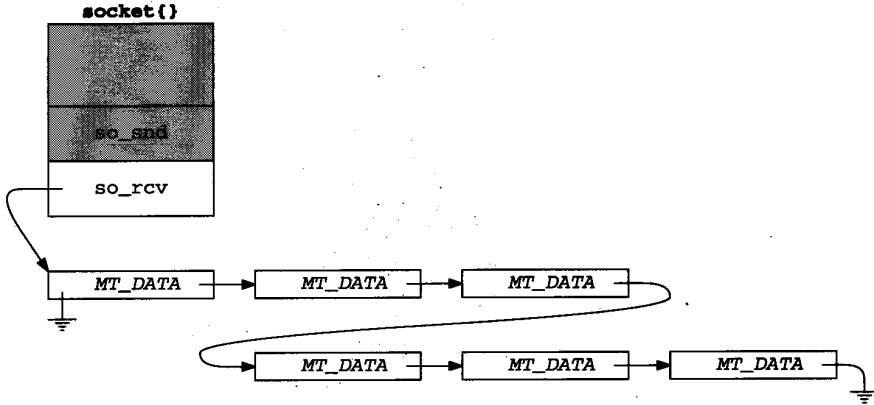 socket{}
so_snd
so_rcv
MT_DATA MT_DATA MT_DATA
MT_DATA MT_DATA MT_DATA